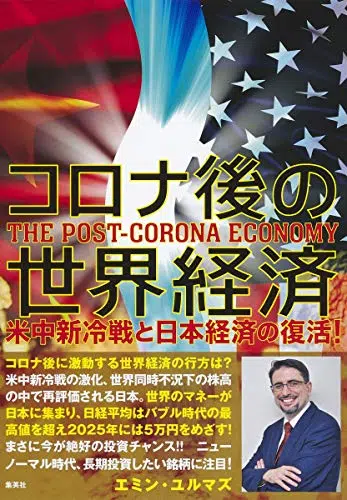 コロナ後の
THE POST-CORONA ECONOMY
世界経済
米中新冷戦と日本経済の復活!
コロナ後に激動する世界経済の行方は?
米中新冷戦の激化、世界同時不況下の株高
の中で再評価される日本。世界のマネーが
日本に集まり、日経平均はバブル時代の最
高値を超え2025年には5万円をめざす!
まさに今が絶好の投資チャンス!! ニュー
ノーマル時代、長期投資したい銘柄に注目!
集英社
エミン・ユルマズ